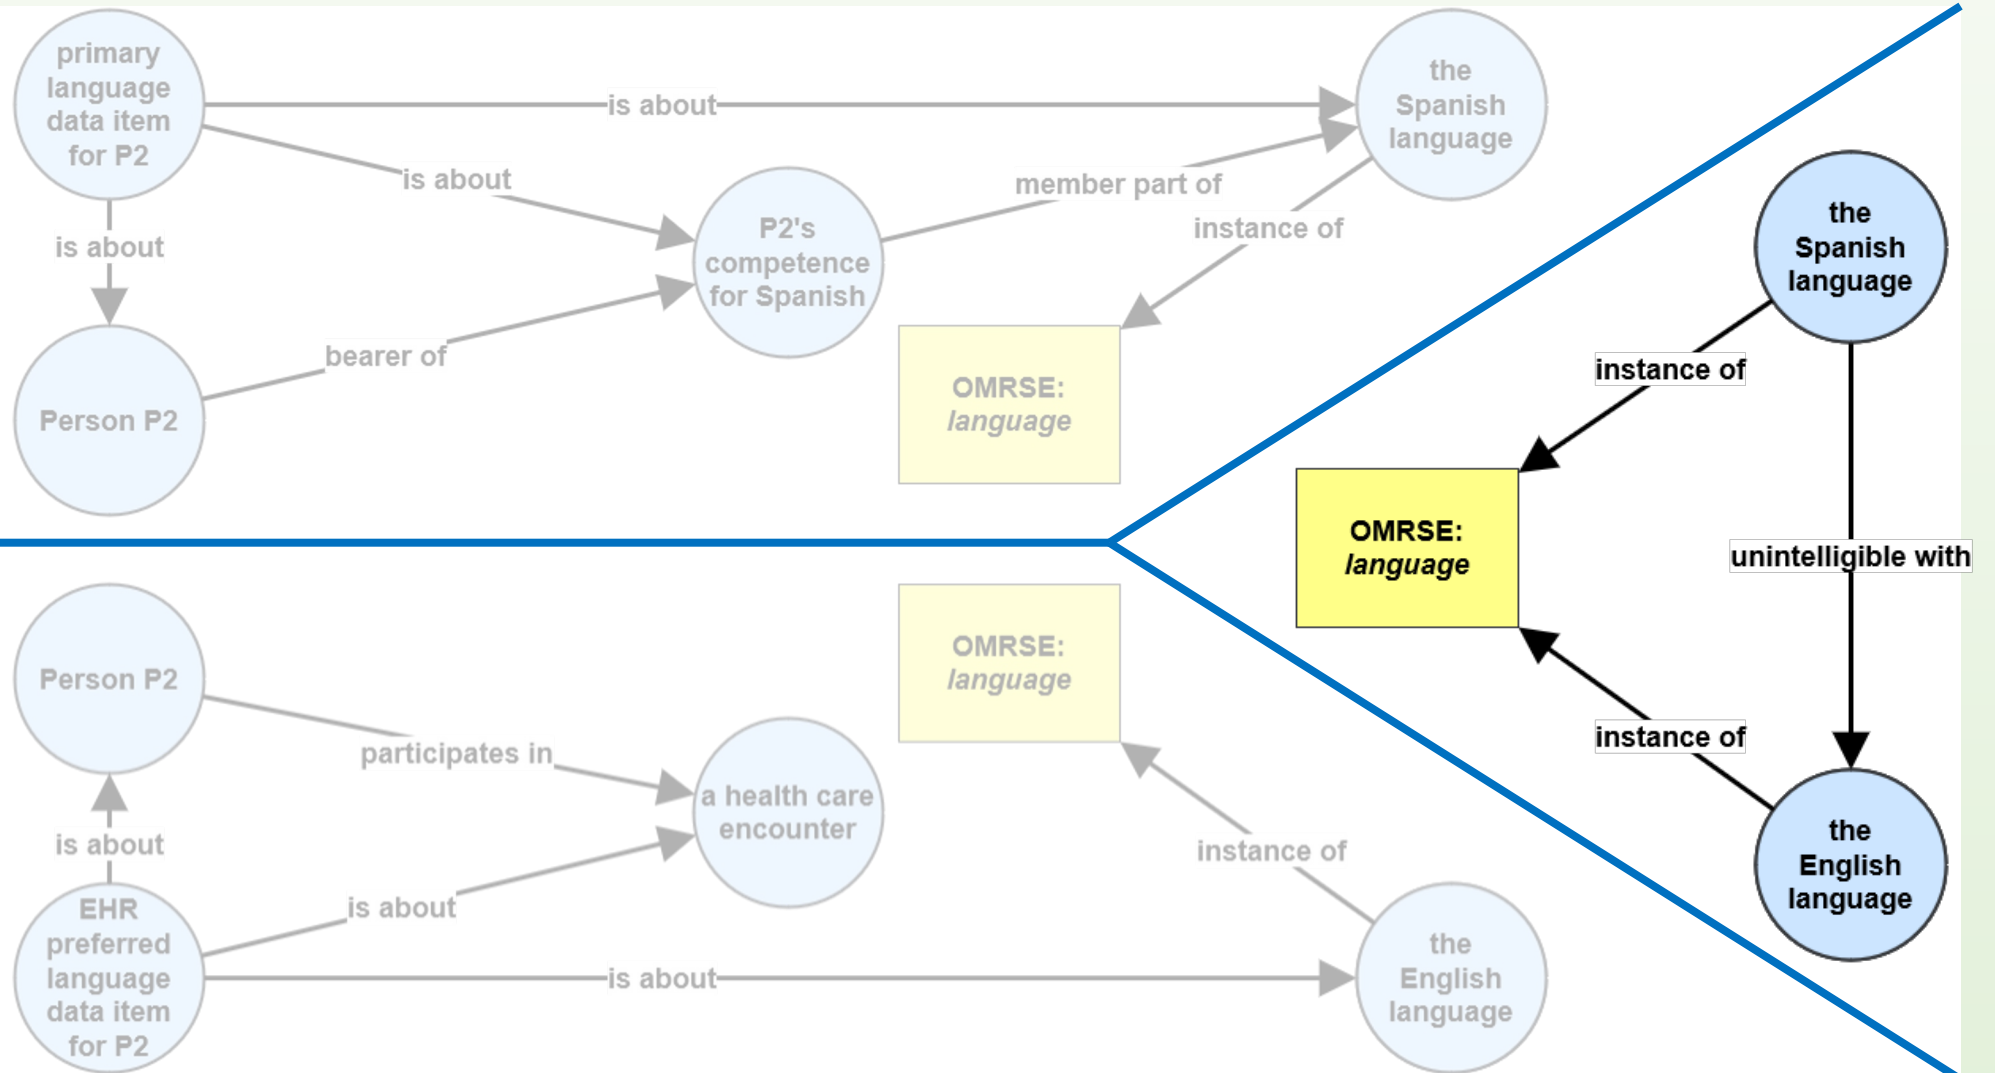 primary
language
data item
for P2
is about
the
Spanish
language
is about
member part of
instance of
is about
P2's
competence
for Spanish
bearer of
Person P2
OMRSE:
language
Person P2
participates in
a health care
encounter
is about
is about
EHR
preferred
language
data item
for P2
is about
OMRSE:
language
instance of
the
English
language
the
Spanish
language
instance of
OMRSE:
language
unintelligible with
instance of
the
English
language